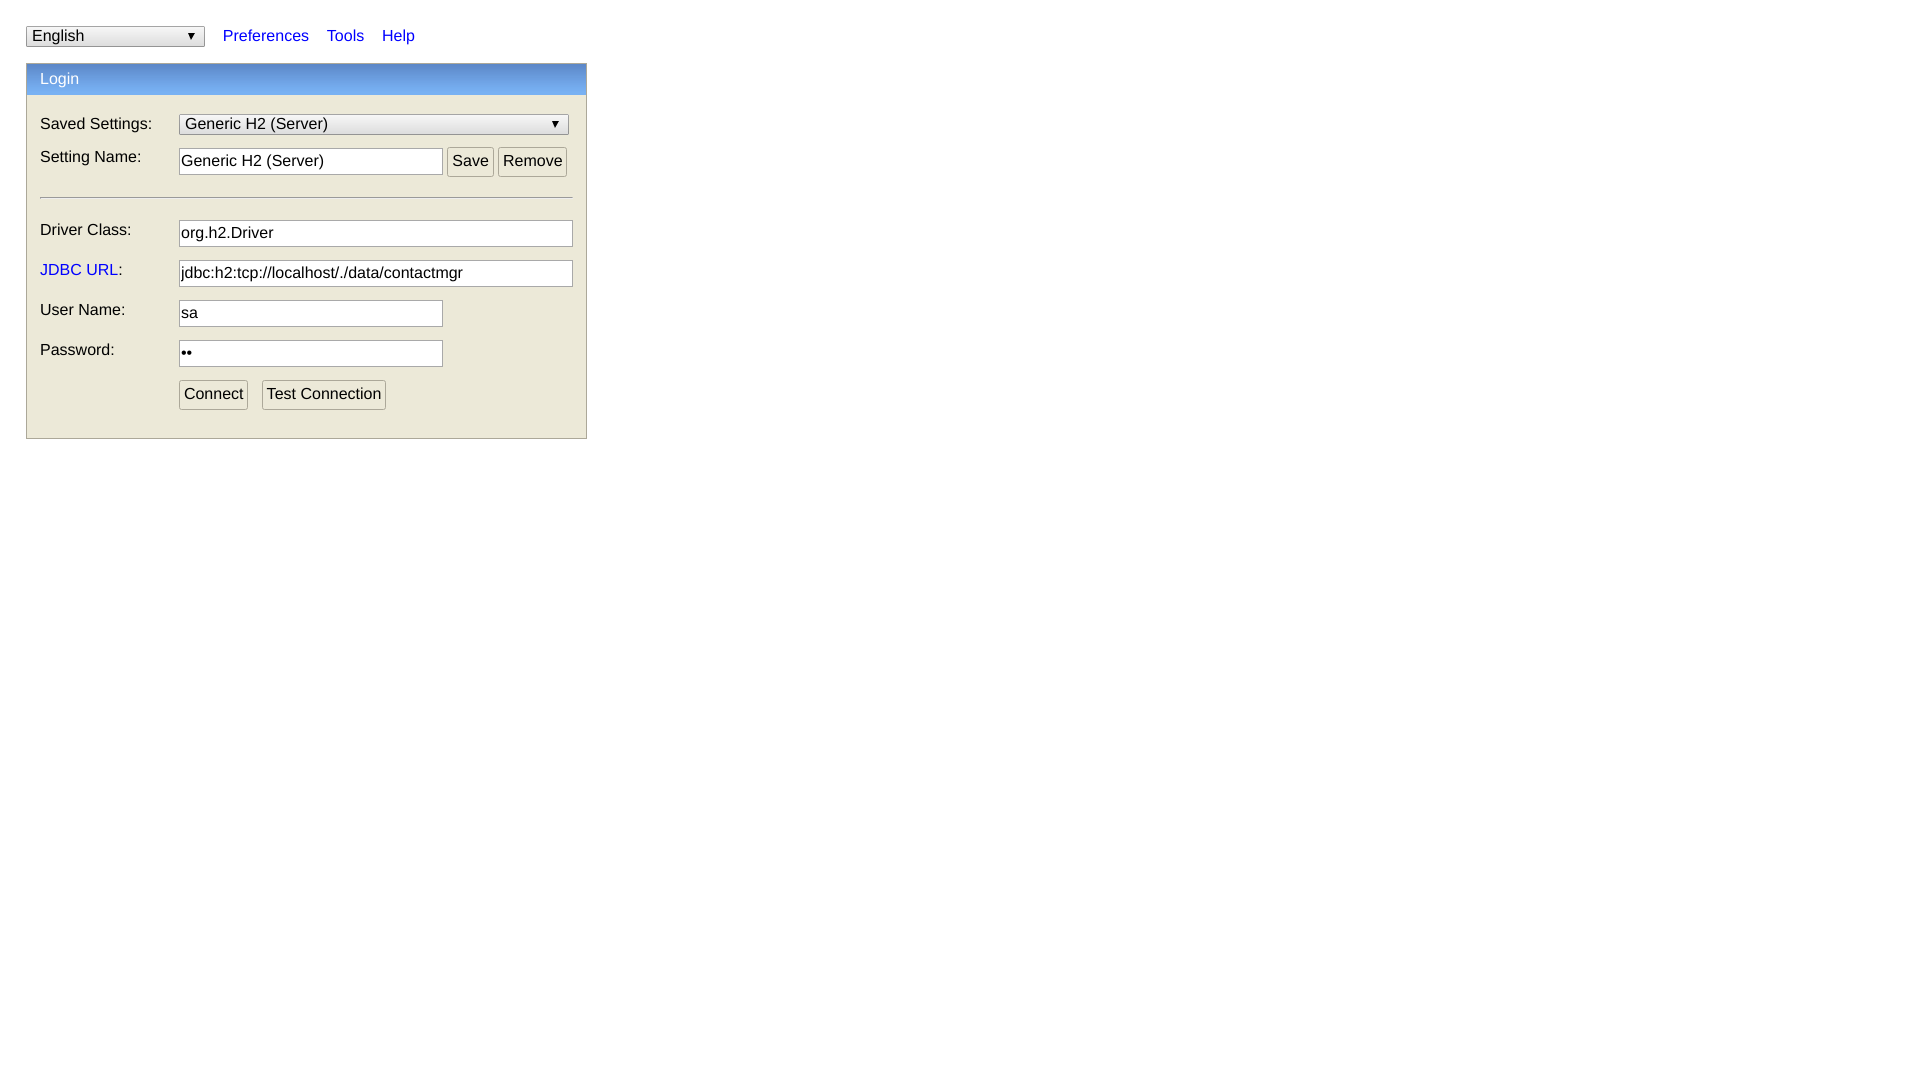 English Preferences Tools Help
Login
Saved Settings: Generic H2 (Server)
Setting Name: Generic H2 (Server) Save Remove
Driver Class: org.h2.Driver
JDBC URL: jdbc:h2:tcp://localhost/./data/contactmgr
User Name: sa
Password: ••
Connect Test Connection